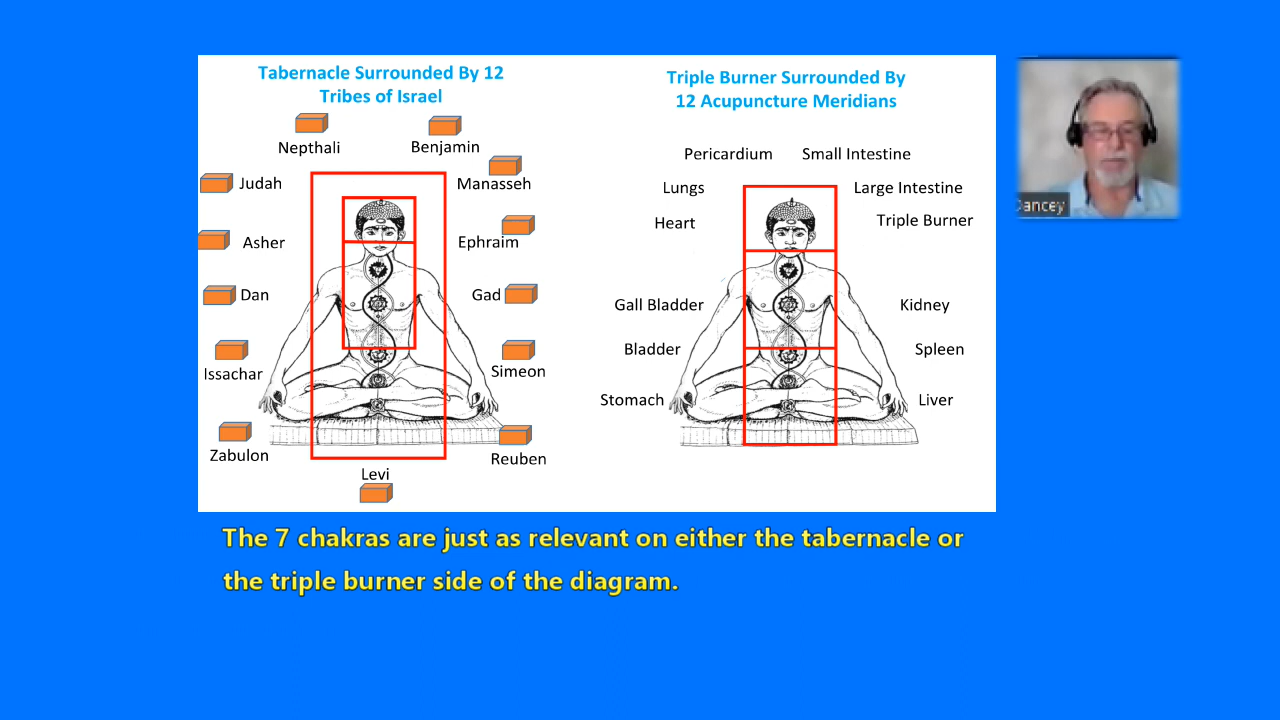 Tabernacle Surrounded By 12
Tribes of Israel
Nepthali
Benjamin
Judah
Manasseh
Asher
Ephraim
Dan
Gad
Issachar
Simeon
Zabulon
Reuben
Levi
Triple Burner Surrounded By
12 Acupuncture Meridians
Pericardium
Small Intestine
Lungs
Large Intestine
Heart
Triple Burner
Gall Bladder
Kidney
Bladder
Spleen
Stomach
Liver
Dancey
The 7 chakras are just as relevant on either the tabernacle or
the triple burner side of the diagram.